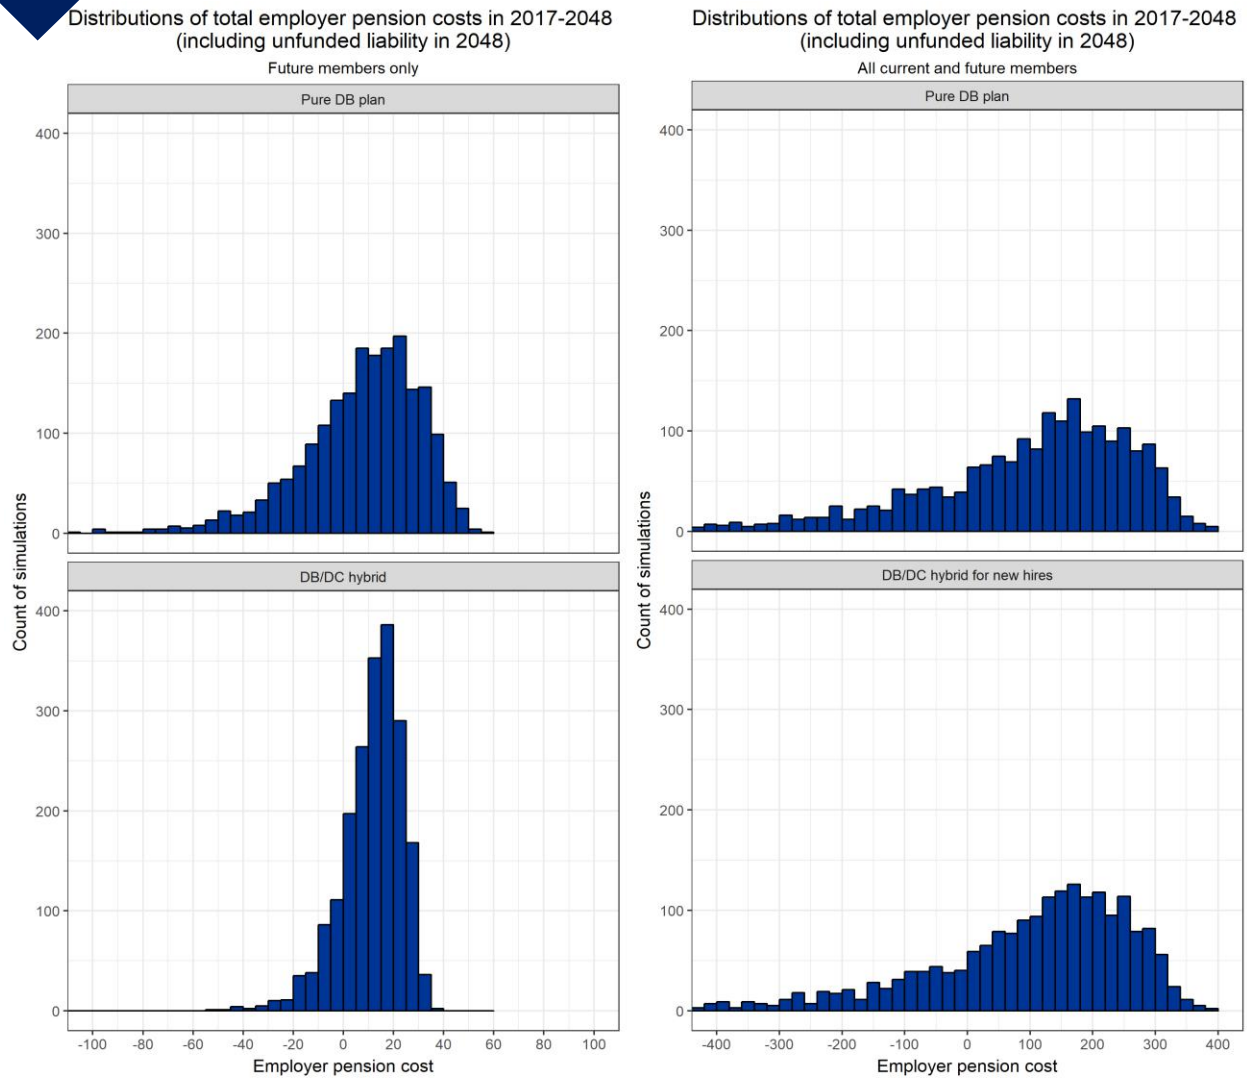 Distributions of total employer pension costs in 2017-2048
(including unfunded liability in 2048)
Future members only
Pure DB plan
400
300
200
100
0
DB/DC hybrid
400
300
200
100
0
Count of simulations
-100 -80 -60 -40 -20 0 20 40 60 80 100
Employer pension cost
Distributions of total employer pension costs in 2017-2048
(including unfunded liability in 2048)
All current and future members
Pure DB plan
400
300
200
100
0
DB/DC hybrid for new hires
400
300
200
100
0
Count of simulations
-400 -300 -200 -100 0 100 200 300 400
Employer pension cost